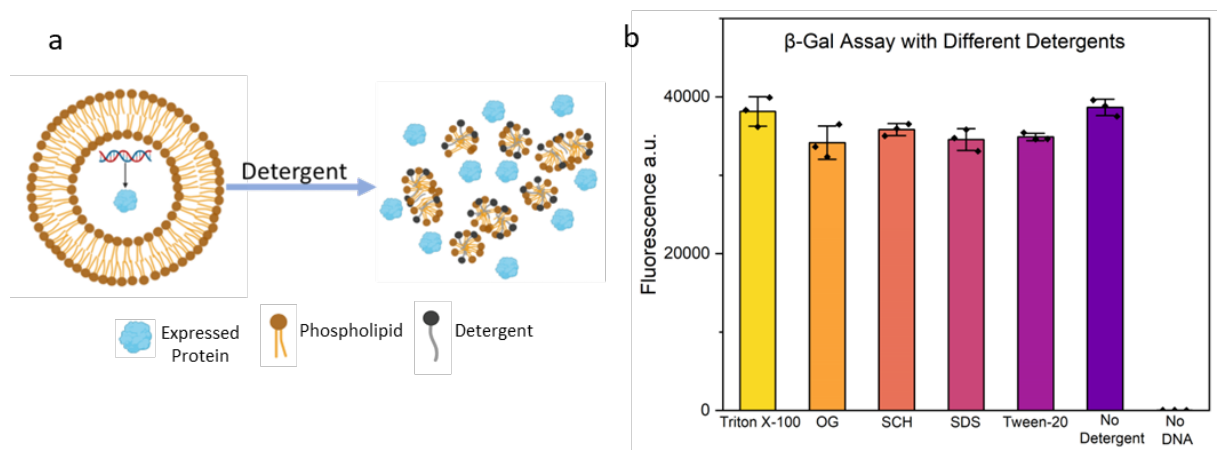 a
Detergent
Expressed
Protein
Phospholipid
Detergent
b
β-Gal Assay with Different Detergents
Fluorescence a.u.
40000
20000
0
Triton X-100
OG
SCH
SDS
Tween-20
No
Detergent
No
DNA